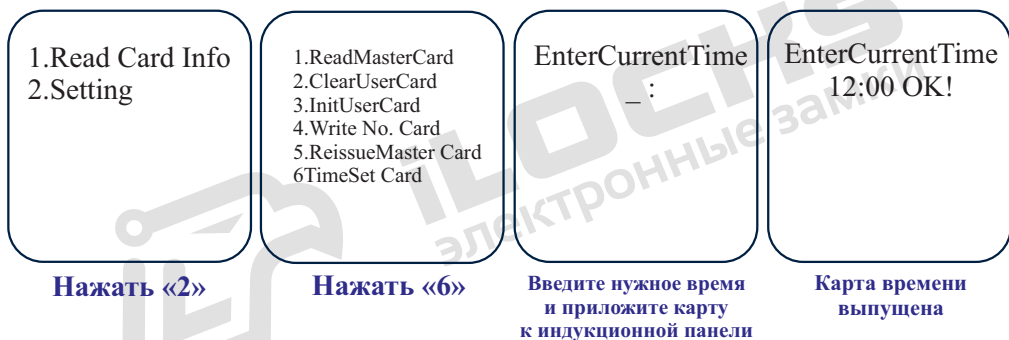 1.Read Card Info
2.Setting
Нажать «2»
1.ReadMasterCard
2.ClearUserCard
3.InitUserCard
4.Write No. Card
5.ReissueMaster Card
6TimeSet Card
Нажать «6»
EnterCurrentTime
_ :
Введите нужное время
и приложите карту
к индукционной панели
EnterCurrentTime
12:00 OK!
Карта времени
выпущена
iLOCKS
электронные замки